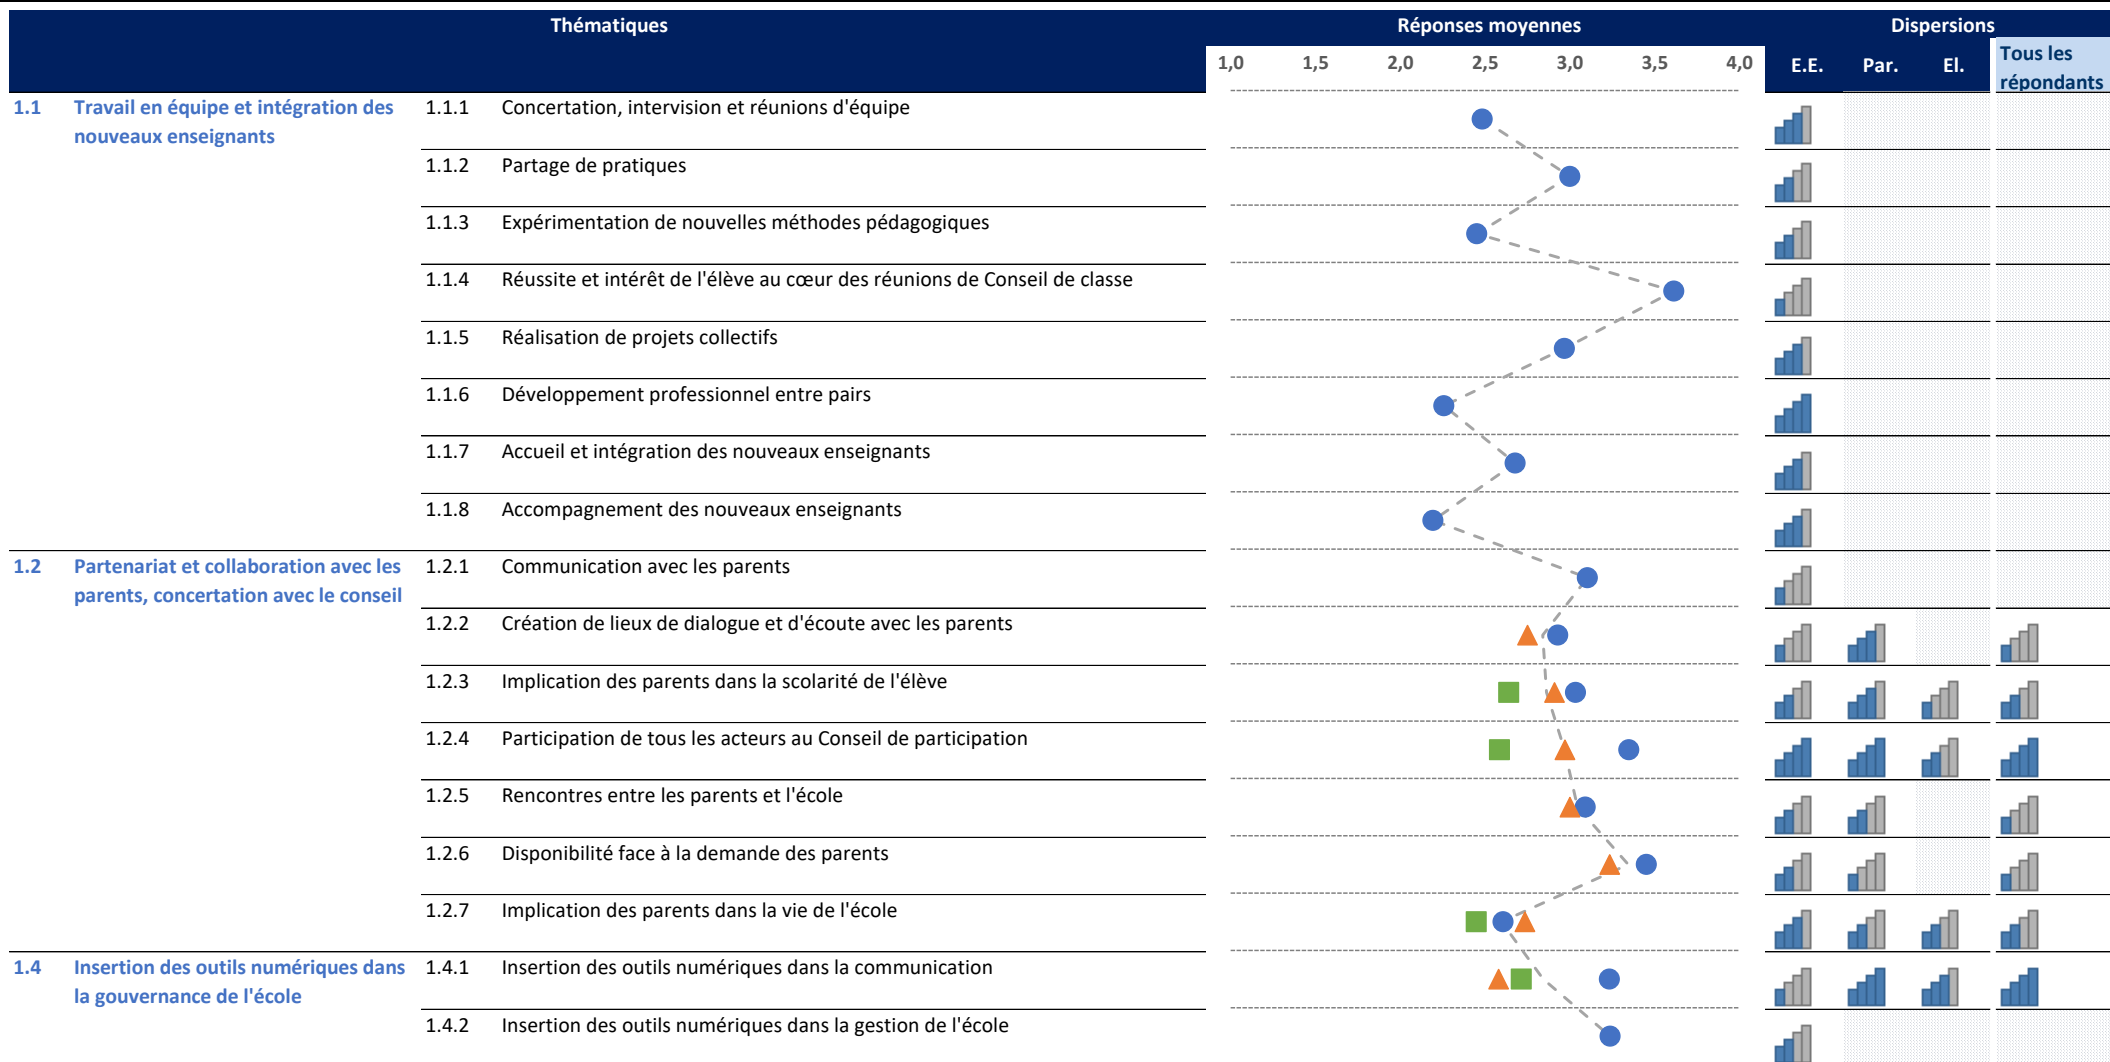 Thématiques Réponses moyennes Dispersions
1,0 1,5 2,0 2,5 3,0 3,5 4,0 E.E. Par. El. Tous les
répondants
1.1 Travail en équipe et intégration des 1.1.1 Concertation, intervision et réunions d'équipe
nouveaux enseignants
1.1.2 Partage de pratiques
1.1.3 Expérimentation de nouvelles méthodes pédagogiques
1.1.4 Réussite et intérêt de l'élève au cœur des réunions de Conseil de classe
1.1.5 Réalisation de projets collectifs
1.1.6 Développement professionnel entre pairs
1.1.7 Accueil et intégration des nouveaux enseignants
1.1.8 Accompagnement des nouveaux enseignants
1.2 Partenariat et collaboration avec les 1.2.1 Communication avec les parents
parents, concertation avec le conseil
1.2.2 Création de lieux de dialogue et d'écoute avec les parents
1.2.3 Implication des parents dans la scolarité de l'élève
1.2.4 Participation de tous les acteurs au Conseil de participation
1.2.5 Rencontres entre les parents et l'école
1.2.6 Disponibilité face à la demande des parents
1.2.7 Implication des parents dans la vie de l'école
1.4 Insertion des outils numériques dans 1.4.1 Insertion des outils numériques dans la communication
la gouvernance de l'école
1.4.2 Insertion des outils numériques dans la gestion de l'école